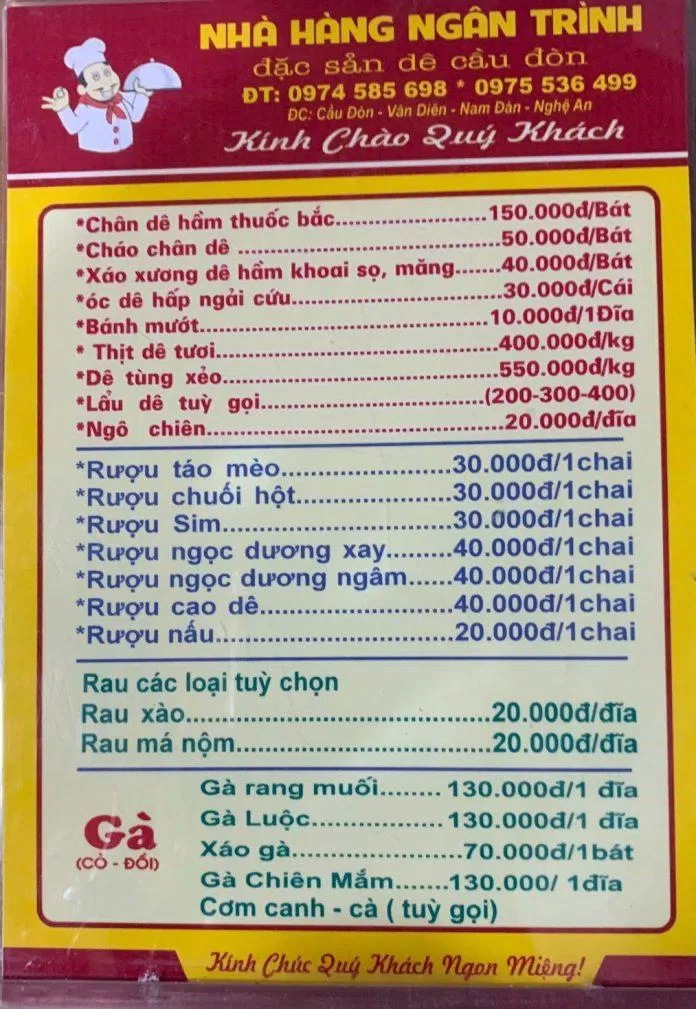 NHÀ HÀNG NGÂN TRÌNH
đặc sản dê cầu đòn
ĐT: 0974 585 698 * 0975 536 499
ĐC: Cầu Đòn - Vân Diên - Nam Đàn - Nghệ An
Kính Chào Quý Khách
*Chân dê hầm thuốc bắc.....................150.000đ/Bát
*Cháo chân dê ....................................50.000đ/Bát
*Xáo xương dê hầm khoai sọ, măng.......40.000đ/Bát
*óc dê hấp ngải cứu..............................30.000đ/Cái
*Bánh mướt........................................10.000đ/1Đĩa
* Thịt dê tươi.......................................400.000đ/kg
*Dê tùng xẻo......................................550.000đ/kg
*Lẩu dê tuỳ gọi...............................(200-300-400)
*Ngô chiên.........................................20.000đ/đĩa
*Rượu táo mèo......................30.000đ/1chai
*Rượu chuối hột....................30.000đ/1chai
*Rượu Sim.............................30.000đ/1chai
*Rượu ngọc dương xay.........40.000đ/1chai
*Rượu ngọc dương ngâm......40.000đ/1chai
*Rượu cao dê.........................40.000đ/1chai
*Rượu nấu..............................20.000đ/1chai
Rau các loại tuỳ chọn
Rau xào........................................20.000đ/đĩa
Rau má nộm..................................20.000đ/đĩa
Gà
(CỎ - ĐỒI)
Gà rang muối........ 130.000đ/1 đĩa
Gà Luộc................. 130.000đ/1 đĩa
Xáo gà......................70.000đ/1bát
Gà Chiên Mắm.......130.000/ 1đĩa
Cơm canh - cà ( tuỳ gọi)
Kính Chúc Quý Khách Ngon Miệng!